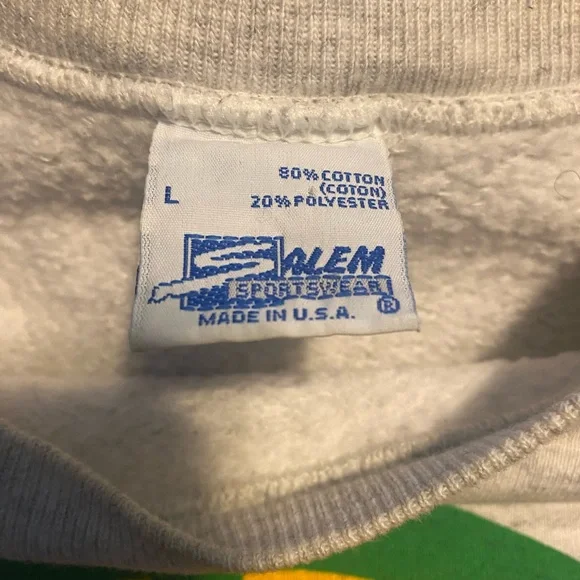 80% COTTON
(COTON)
L
20% POLYESTER
SALEM
SPORTSWEAR
®
MADE IN U.S.A.